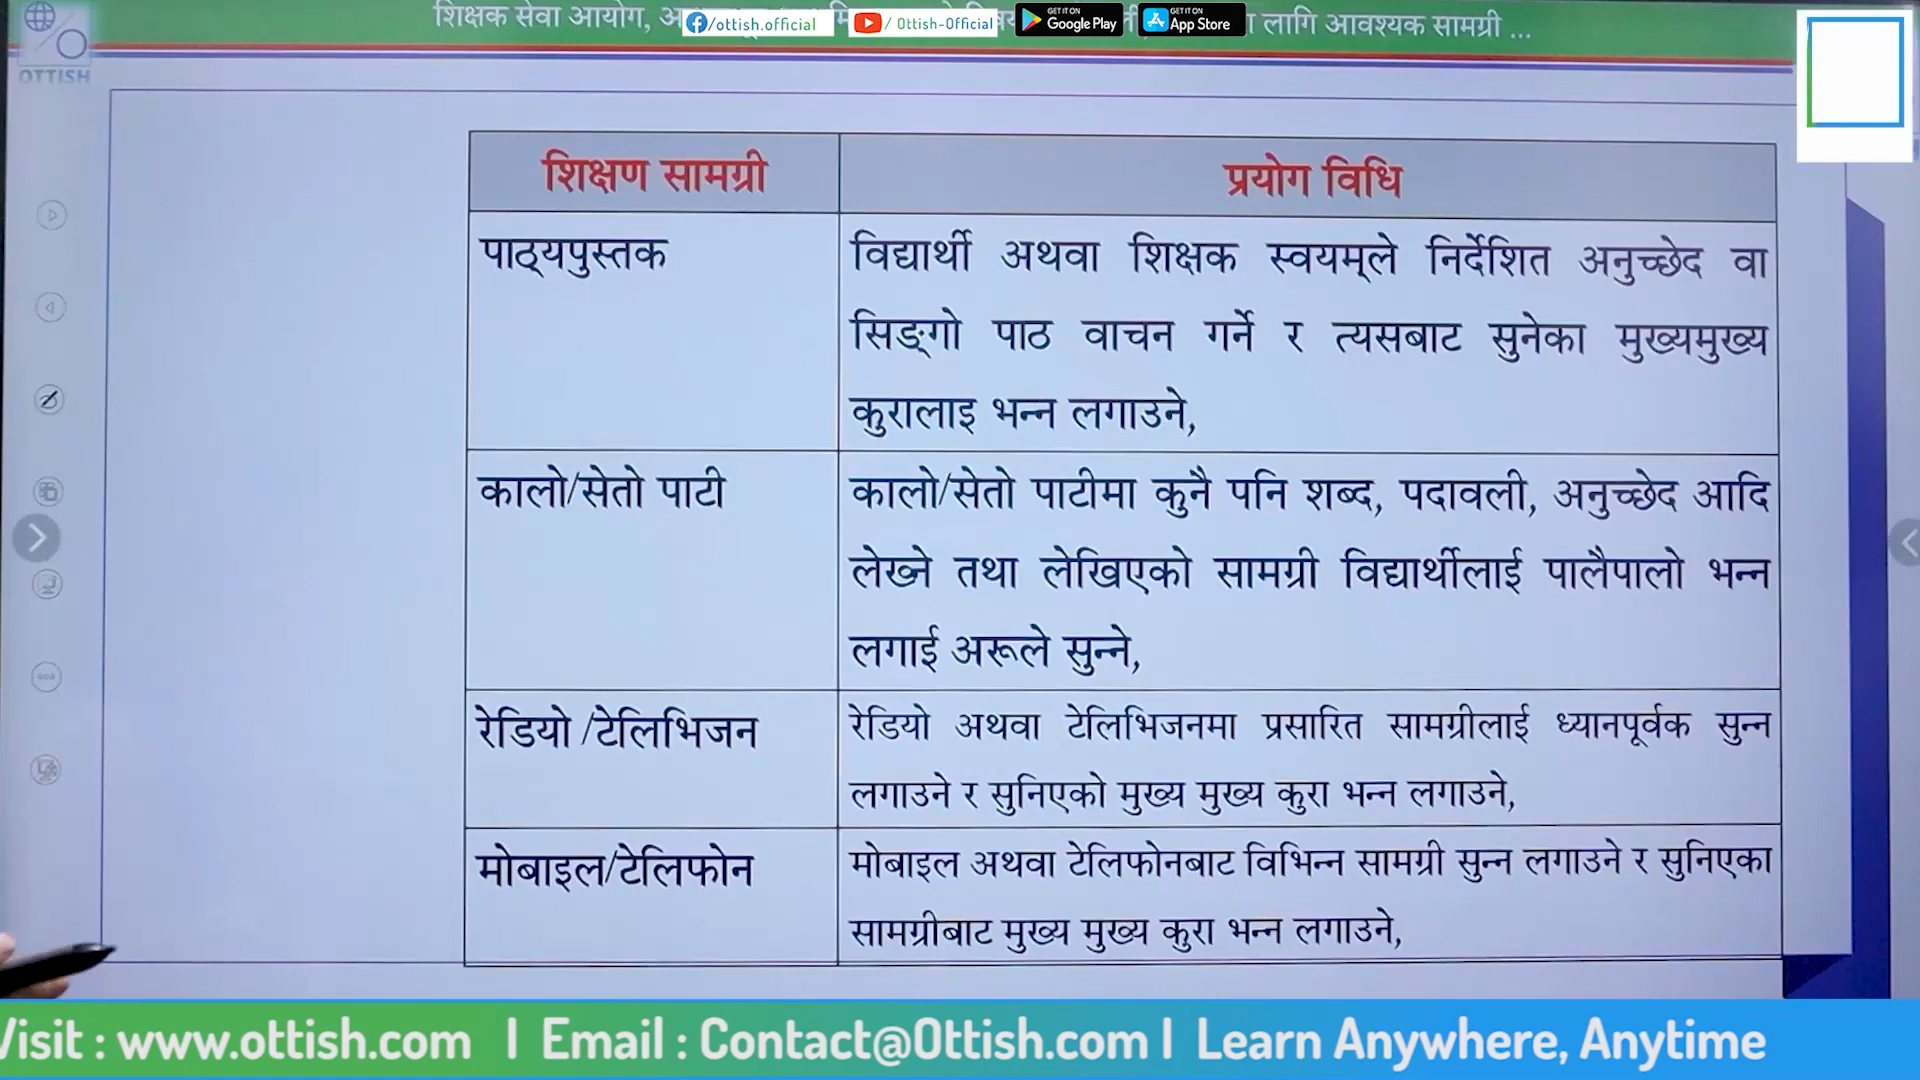 शिक्षक सेवा आयोग,
/ottish.official
/ Ottish-Official
GET IT ON
Google Play
GET IT ON
App Store
लागि आवश्यक सामग्री ...
OTTISH
शिक्षण सामग्री
प्रयोग विधि
पाठ्यपुस्तक
विद्यार्थी अथवा शिक्षक स्वयम्‌ले निर्देशित अनुच्छेद वा
सिङ्गो पाठ वाचन गर्ने र त्यसबाट सुनेका मुख्यमुख्य
कुरालाइ भन्न लगाउने,
कालो/सेतो पाटी
कालो/सेतो पाटीमा कुनै पनि शब्द, पदावली, अनुच्छेद आदि
लेख्ने तथा लेखिएको सामग्री विद्यार्थीलाई पालैपालो भन्न
लगाई अरूले सुन्ने,
रेडियो /टेलिभिजन
रेडियो अथवा टेलिभिजनमा प्रसारित सामग्रीलाई ध्यानपूर्वक सुन्न
लगाउने र सुनिएको मुख्य मुख्य कुरा भन्न लगाउने,
मोबाइल/टेलिफोन
मोबाइल अथवा टेलिफोनबाट विभिन्न सामग्री सुन्न लगाउने र सुनिएका
सामग्रीबाट मुख्य मुख्य कुरा भन्न लगाउने,
Visit : www.ottish.com | Email : Contact@Ottish.com | Learn Anywhere, Anytime